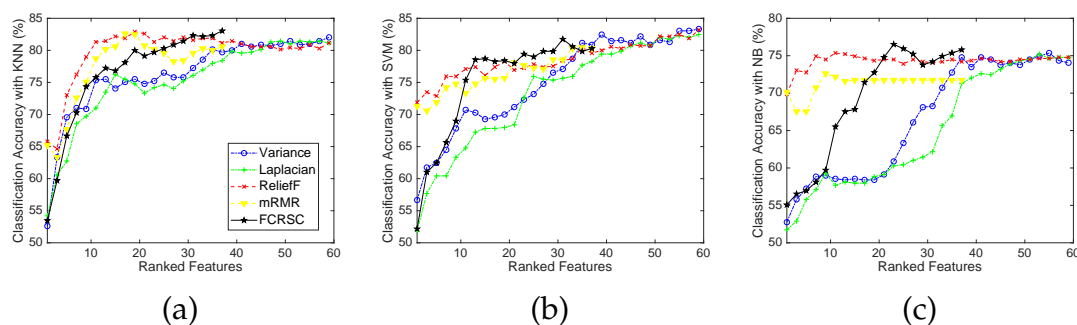 Classification Accuracy with KNN (%)
85
80
75
70
65
60
55
50
0 10 20 30 40 50 60
Ranked Features
Variance
Laplacian
ReliefF
mRMR
FCRSC
(a)
Classification Accuracy with SVM (%)
85
80
75
70
65
60
55
50
0 10 20 30 40 50 60
Ranked Features
(b)
Classification Accuracy with NB (%)
80
75
70
65
60
55
50
0 10 20 30 40 50 60
Ranked Features
(c)